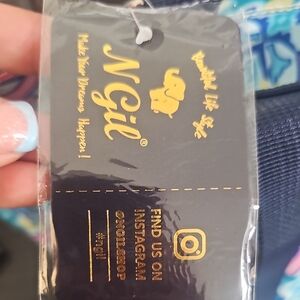 Beautiful Life Style
NGil®
Make Your Dreams Happen!
FIND US ON
INSTAGRAM
@NGILSHOP
#ngil